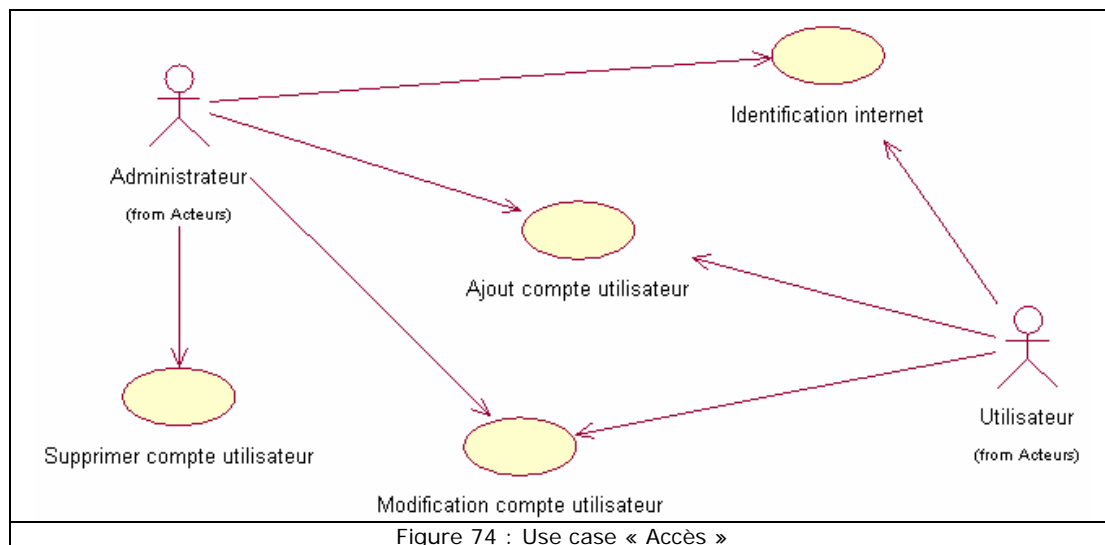 Identification internet
Administrateur
(from Acteurs)
Ajout compte utilisateur
Utilisateur
(from Acteurs)
Supprimer compte utilisateur
Modification compte utilisateur
Figure 74 : Use case « Accès »